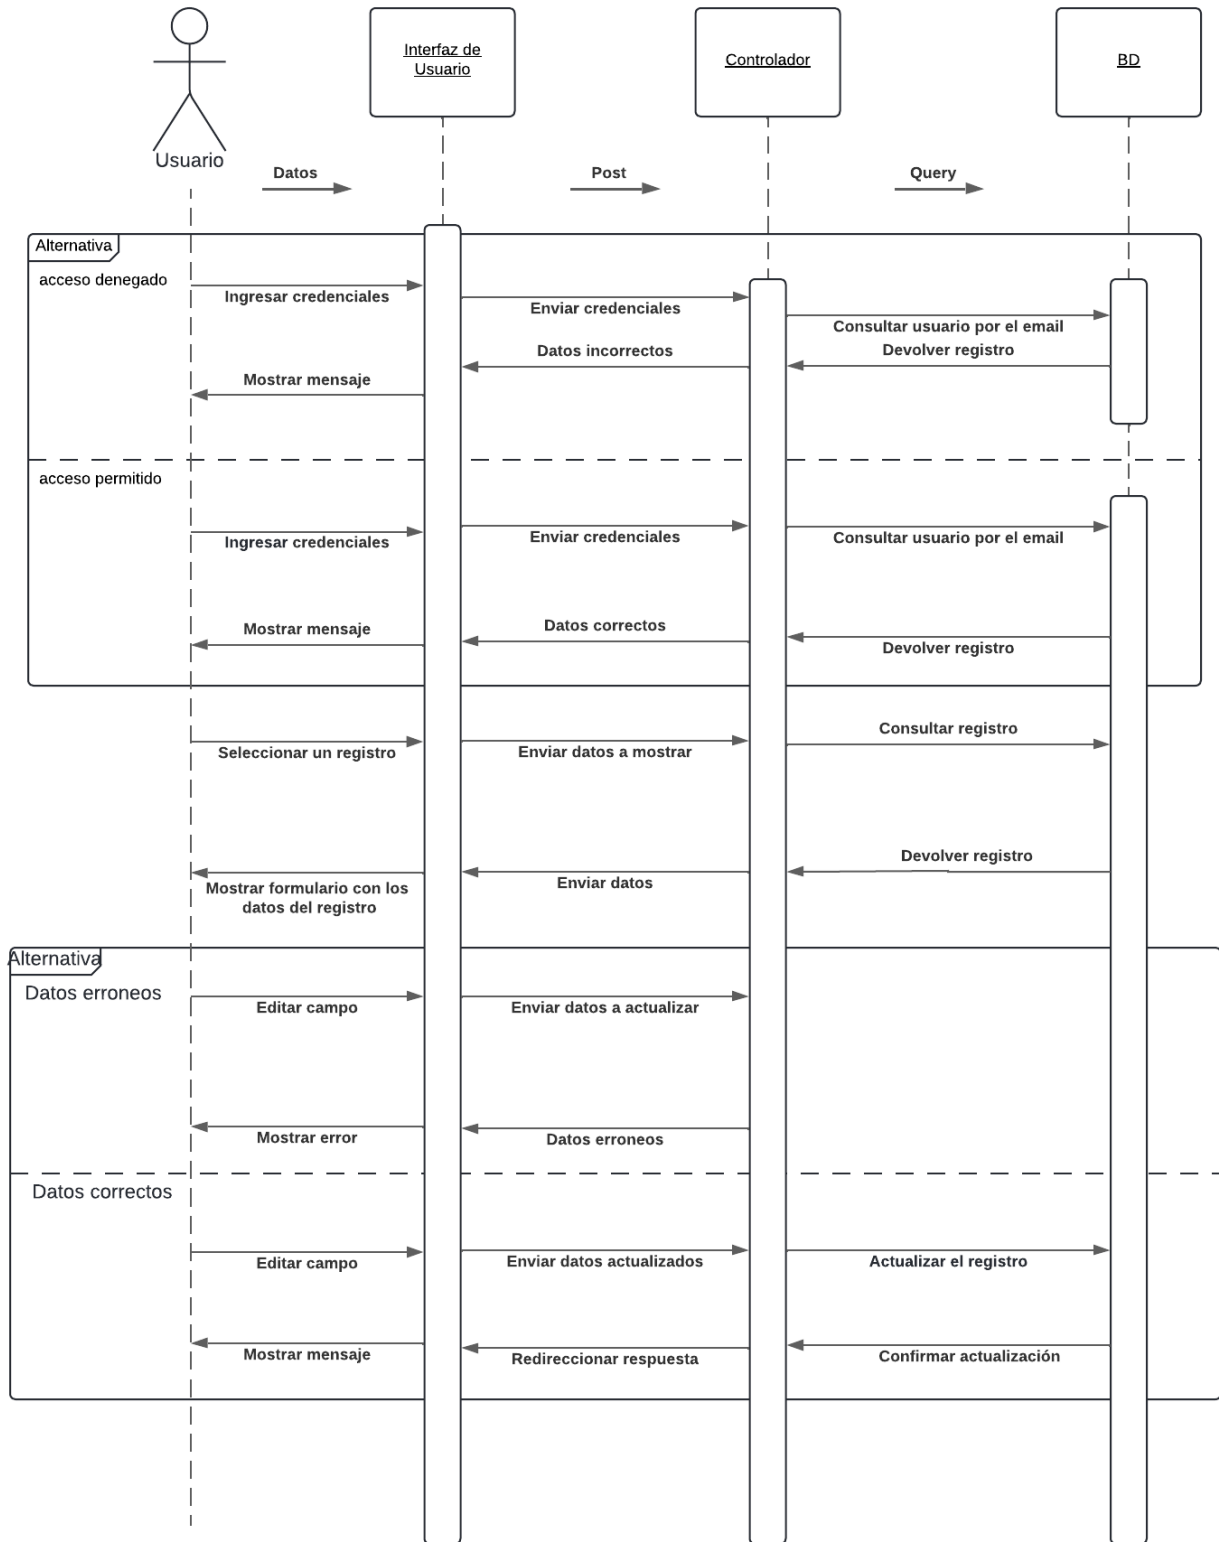 Interfaz de
Usuario
Controlador
BD
Usuario
Datos
Post
Query
Alternativa
acceso denegado
Ingresar credenciales
Enviar credenciales
Consultar usuario por el email
Datos incorrectos
Devolver registro
Mostrar mensaje
acceso permitido
Ingresar credenciales
Enviar credenciales
Consultar usuario por el email
Mostrar mensaje
Datos correctos
Devolver registro
Seleccionar un registro
Enviar datos a mostrar
Consultar registro
Devolver registro
Mostrar formulario con los
datos del registro
Enviar datos
Alternativa
Datos erroneos
Editar campo
Enviar datos a actualizar
Mostrar error
Datos erroneos
Datos correctos
Editar campo
Enviar datos actualizados
Actualizar el registro
Mostrar mensaje
Redireccionar respuesta
Confirmar actualización